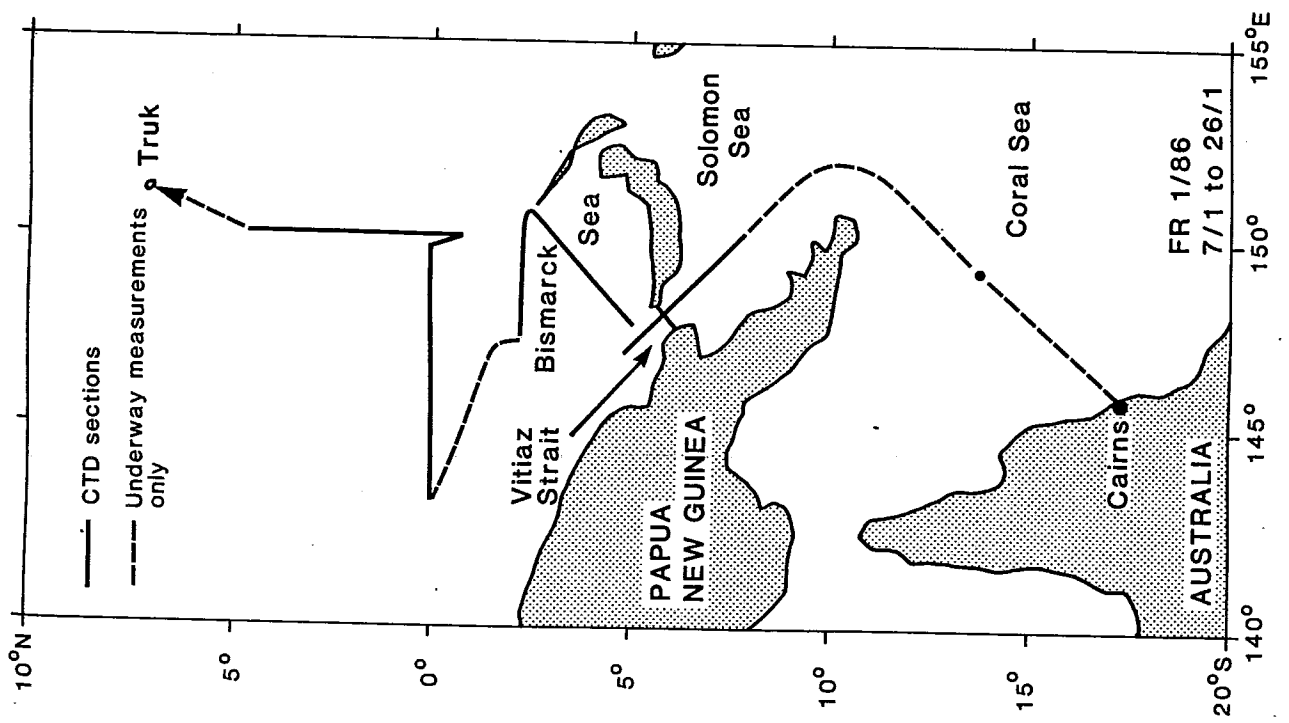 10°N
5°
0°
5°
10°
15°
20°S
140°
145°
150°
155°E
CTD sections
Underway measurements
only
Truk
Vitiaz
Strait
Bismarck
Sea
Solomon
Sea
PAPUA
NEW GUINEA
Coral Sea
Cairns
AUSTRALIA
FR 1/86
7/1 to 26/1